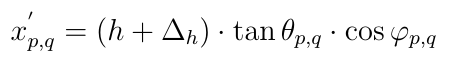 x'_{p,q} = (h + Δ_h) · tan θ_{p,q} · cos φ_{p,q}